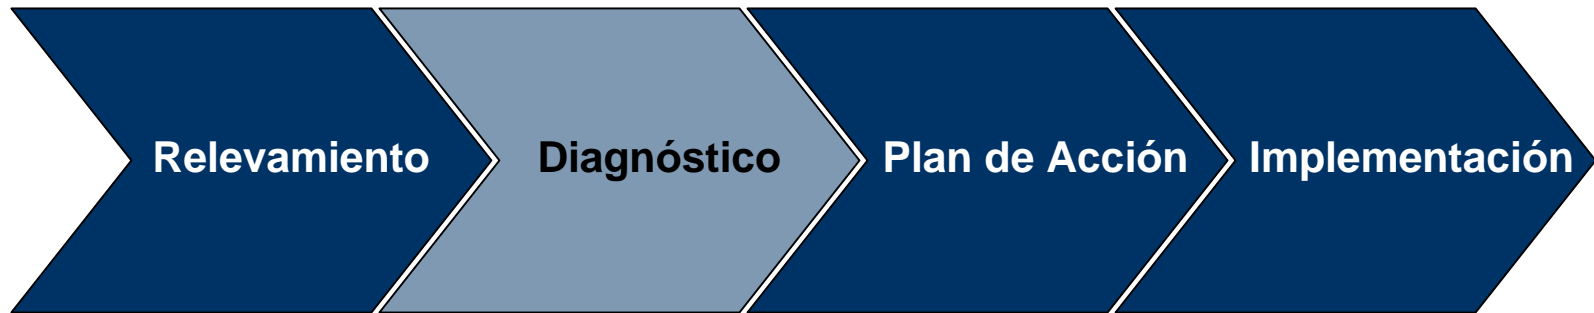 Relevamiento
Diagnóstico
Plan de Acción
Implementación